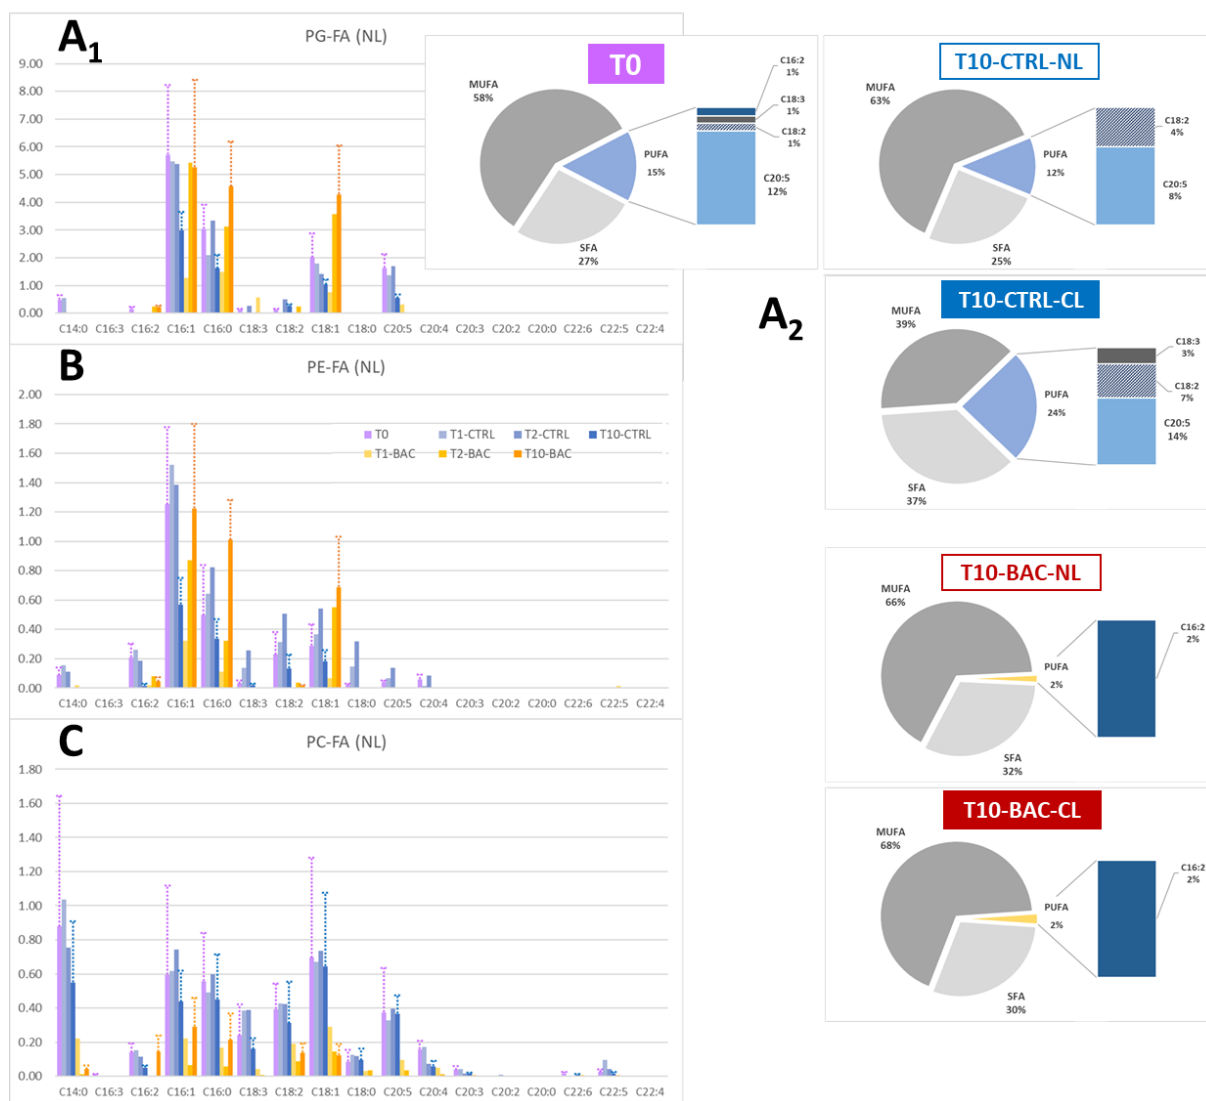 A1
PG-FA (NL)
9.00
8.00
7.00
6.00
5.00
4.00
3.00
2.00
1.00
0.00
C14:0 C16:3 C16:2 C16:1 C16:0 C18:3 C18:2 C18:1 C18:0 C20:5 C20:4 C20:3 C20:2 C20:0 C22:6 C22:5 C22:4
T0
MUFA
58%
PUFA
15%
SFA
27%
C16:2
1%
C18:3
1%
C18:2
1%
C20:5
12%
T10-CTRL-NL
MUFA
63%
PUFA
12%
SFA
25%
C18:2
4%
C20:5
8%
A2
T10-CTRL-CL
MUFA
39%
PUFA
24%
SFA
37%
C18:3
3%
C18:2
7%
C20:5
14%
B
PE-FA (NL)
2.00
1.80
1.60
1.40
1.20
1.00
0.80
0.60
0.40
0.20
0.00
T0 T1-CTRL T2-CTRL T10-CTRL
T1-BAC T2-BAC T10-BAC
C14:0 C16:3 C16:2 C16:1 C16:0 C18:3 C18:2 C18:1 C18:0 C20:5 C20:4 C20:3 C20:2 C20:0 C22:6 C22:5 C22:4
T10-BAC-NL
MUFA
66%
PUFA
2%
SFA
32%
C16:2
2%
C
PC-FA (NL)
1.80
1.60
1.40
1.20
1.00
0.80
0.60
0.40
0.20
0.00
C14:0 C16:3 C16:2 C16:1 C16:0 C18:3 C18:2 C18:1 C18:0 C20:5 C20:4 C20:3 C20:2 C20:0 C22:6 C22:5 C22:4
T10-BAC-CL
MUFA
68%
PUFA
2%
SFA
30%
C16:2
2%